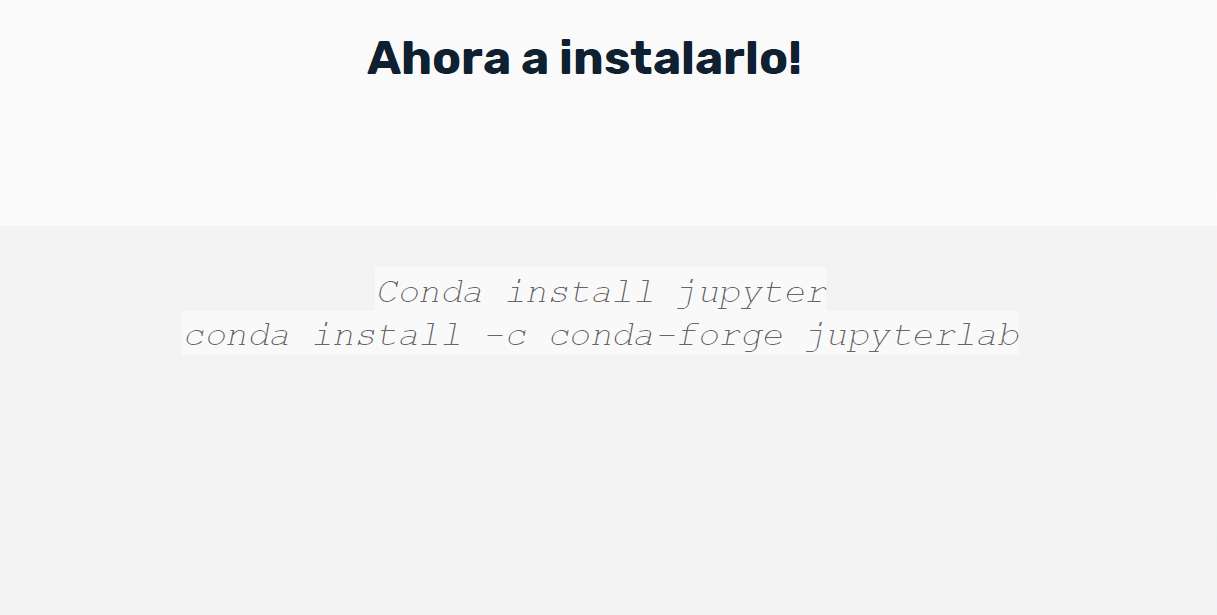 Ahora a instalarlo!
Conda install jupyter
conda install -c conda-forge jupyterlab